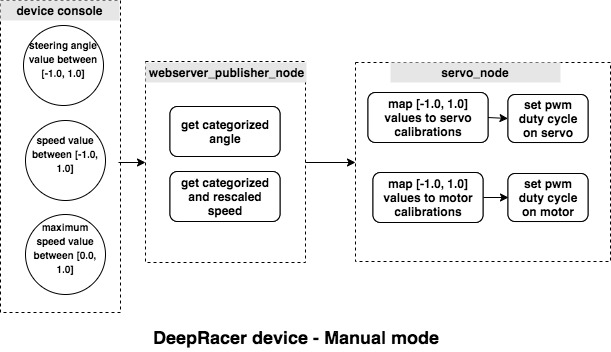 device console
steering angle
value between
[-1.0, 1.0]
speed value
between [-1.0,
1.0]
maximum
speed value
between [0.0,
1.0]
webserver_publisher_node
get categorized
angle
get categorized
and rescaled
speed
servo_node
map [-1.0, 1.0]
values to servo
calibrations
set pwm
duty cycle
on servo
map [-1.0, 1.0]
values to motor
calibrations
set pwm
duty cycle
on motor
DeepRacer device - Manual mode